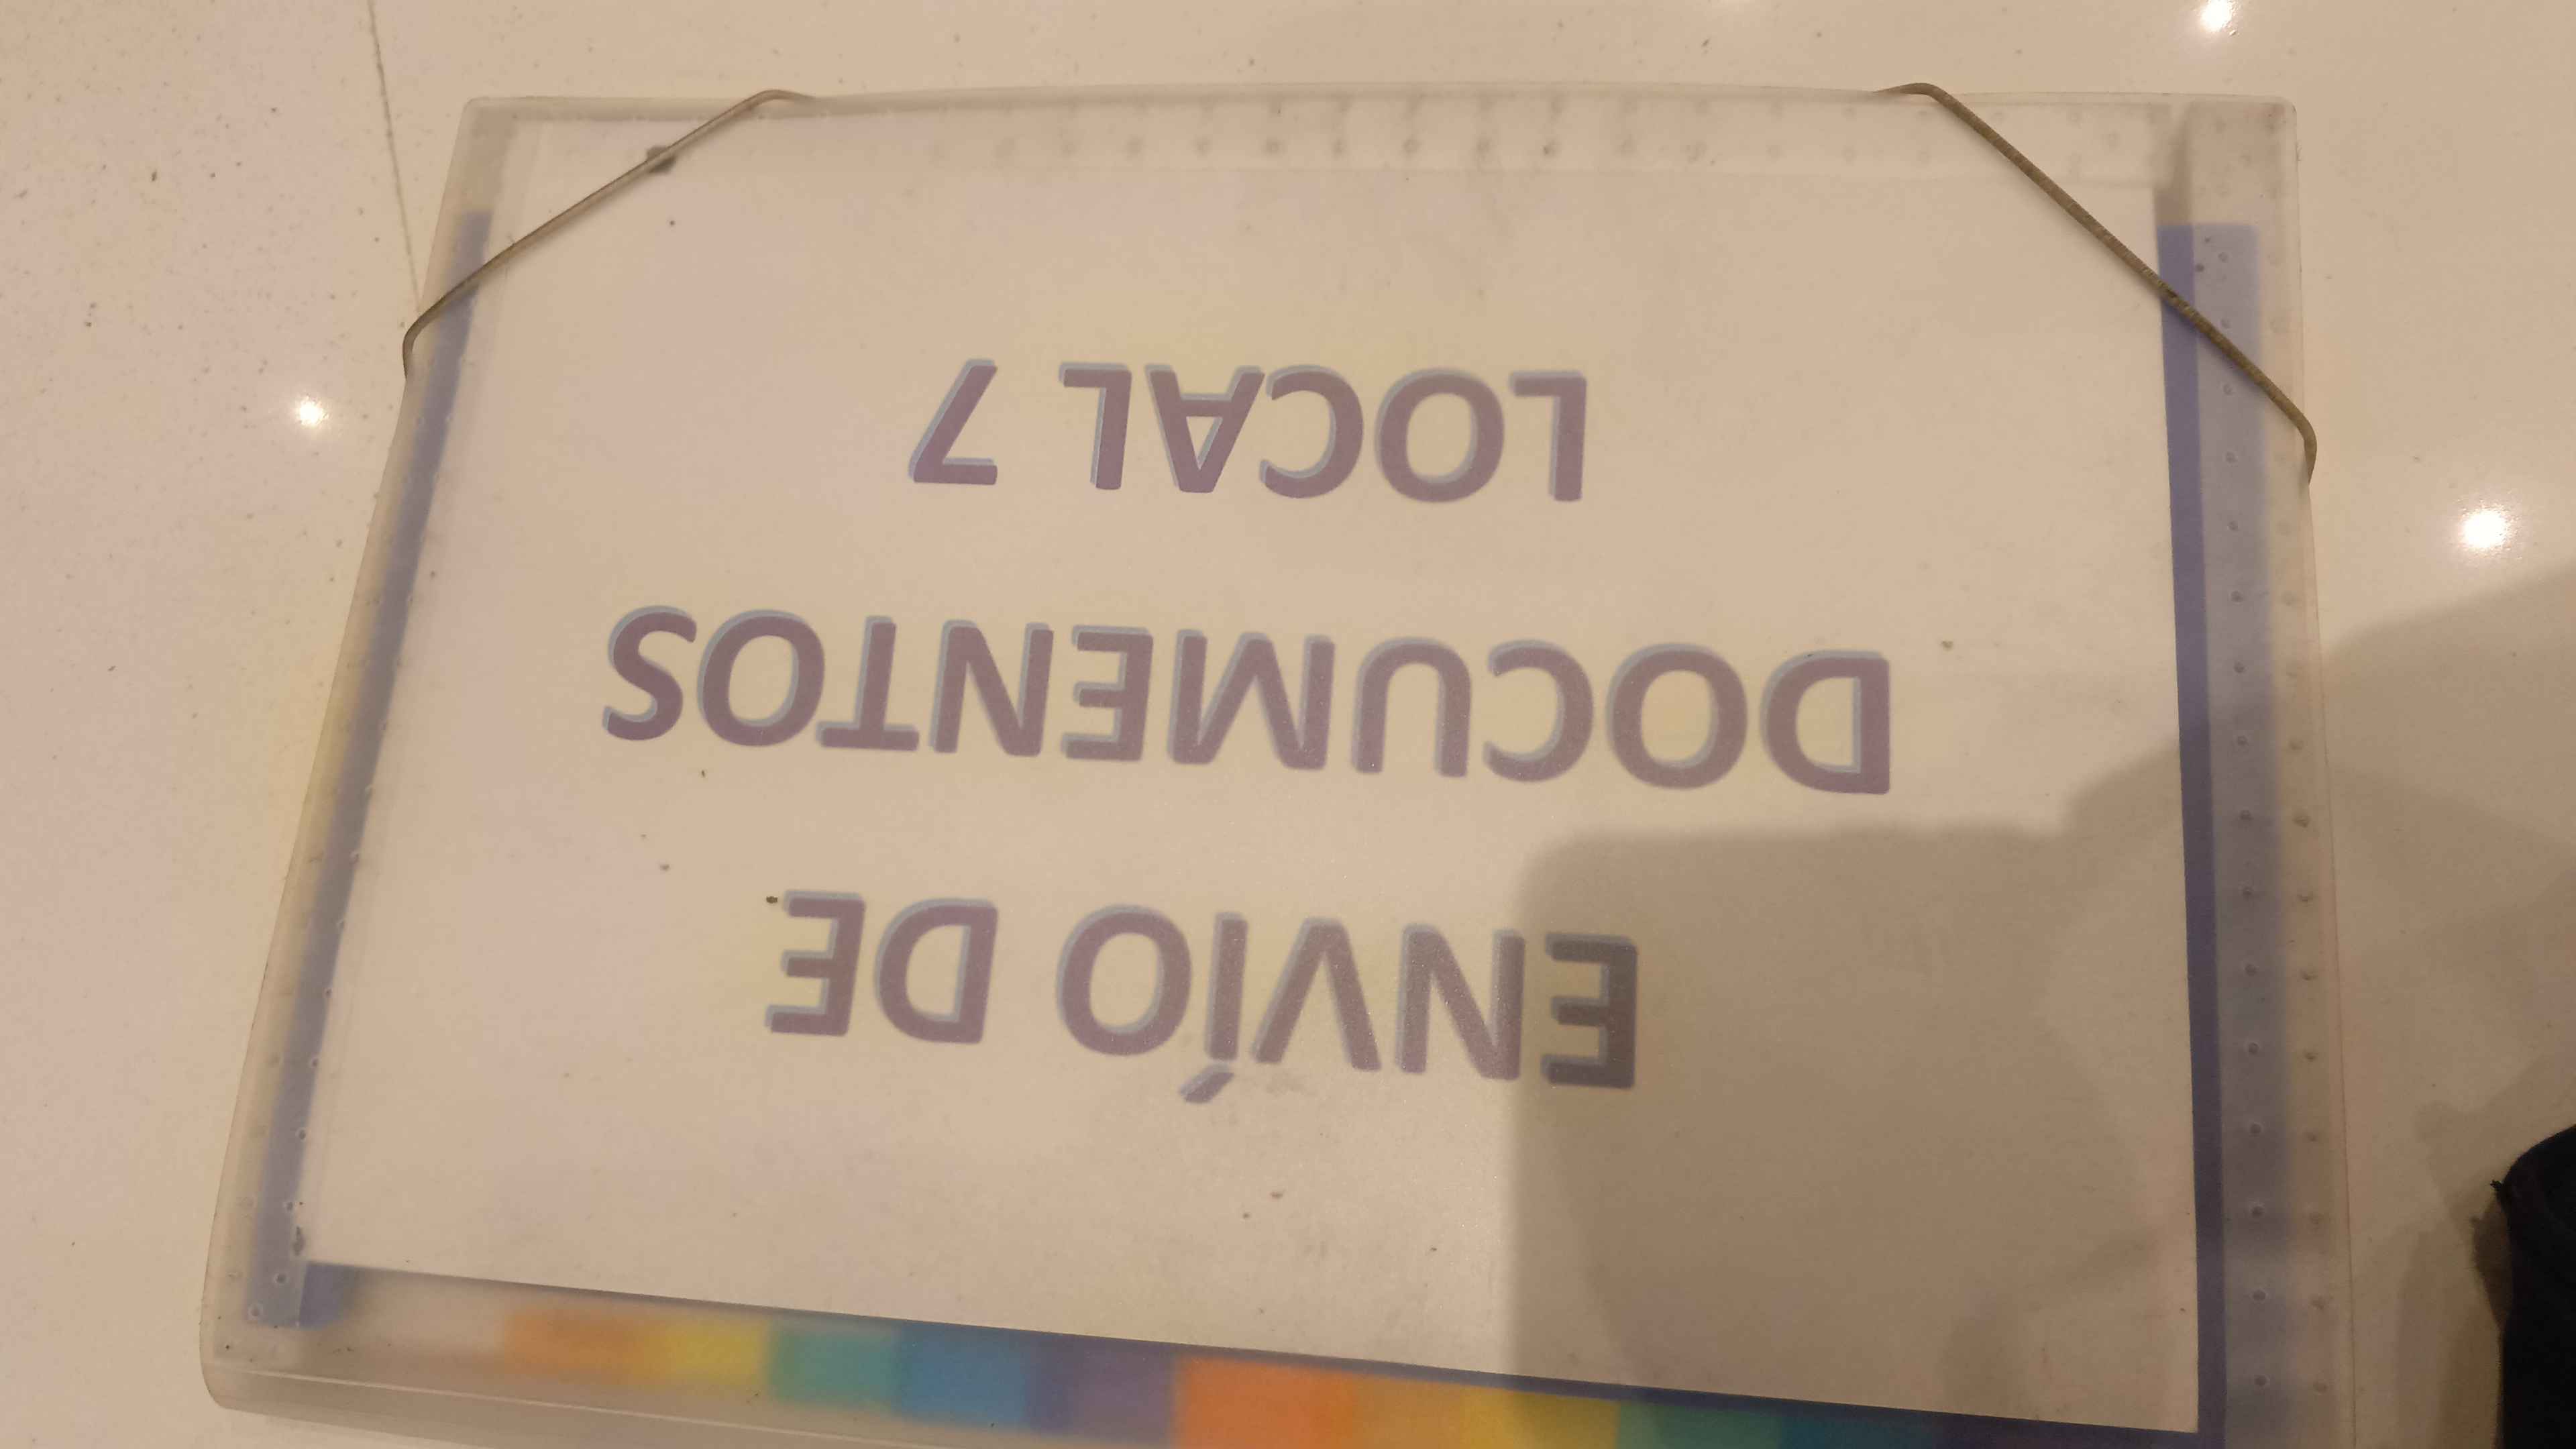 ENVÍO DE
DOCUMENTOS
LOCAL 7